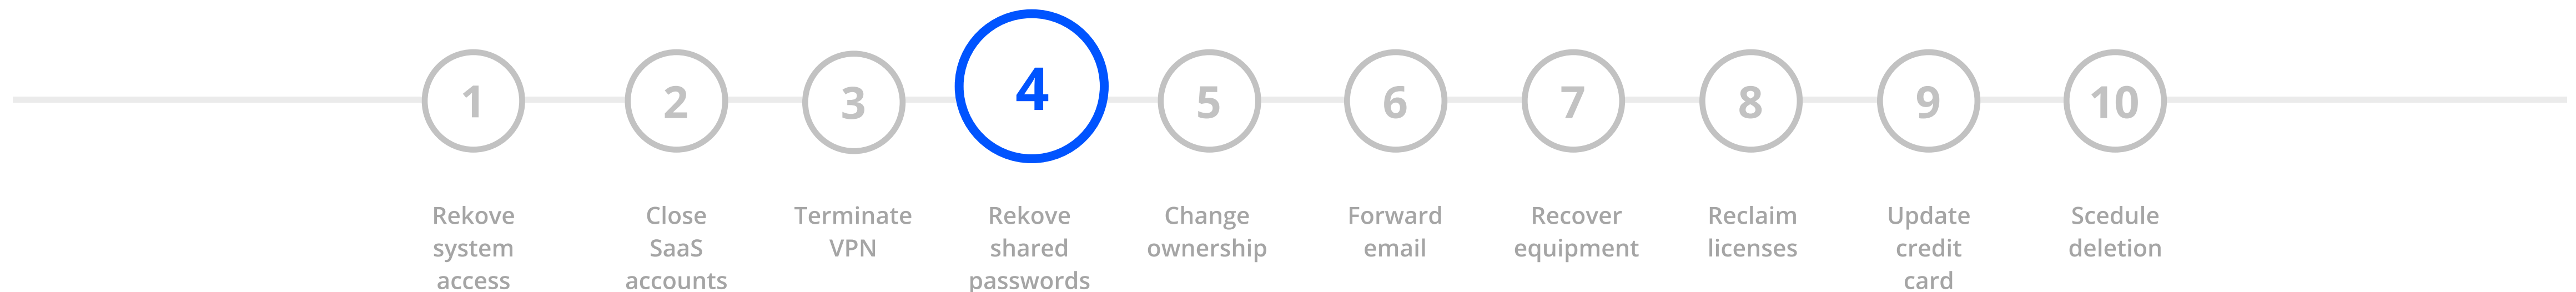 1
2
3
4
5
6
7
8
9
10
Rekove
system
access
Close
SaaS
accounts
Terminate
VPN
Rekove
shared
passwords
Change
ownership
Forward
email
Recover
equipment
Reclaim
licenses
Update
credit
card
Scedule
deletion